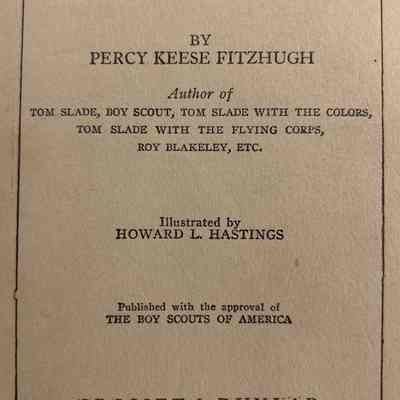 BY
PERCY KEESE FITZHUGH
Author of
TOM SLADE, BOY SCOUT, TOM SLADE WITH THE COLORS,
TOM SLADE WITH THE FLYING CORPS,
ROY BLAKELEY, ETC.
Illustrated by
HOWARD L. HASTINGS
Published with the approval of
THE BOY SCOUTS OF AMERICA